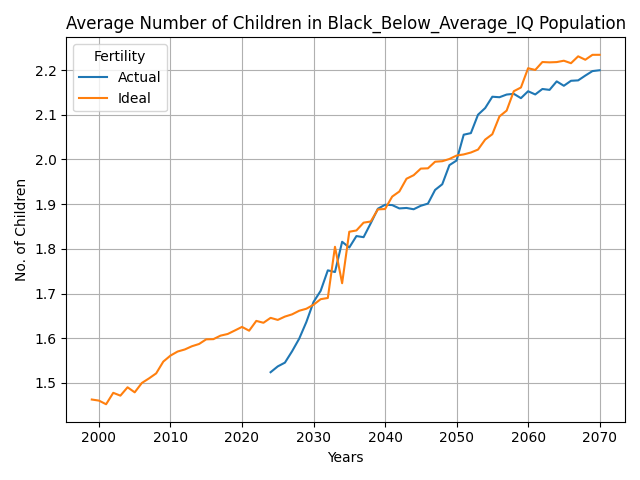 Average Number of Children in Black_Below_Average_IQ Population
Fertility
Actual
Ideal
No. of Children
2.2
2.1
2.0
1.9
1.8
1.7
1.6
1.5
2000 2010 2020 2030 2040 2050 2060 2070
Years